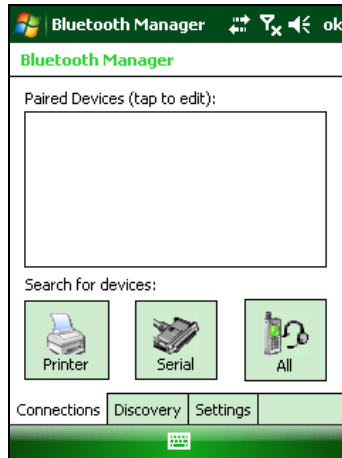 Bluetooth Manager ok
Bluetooth Manager
Paired Devices (tap to edit):
Search for devices:
Printer Serial All
Connections Discovery Settings